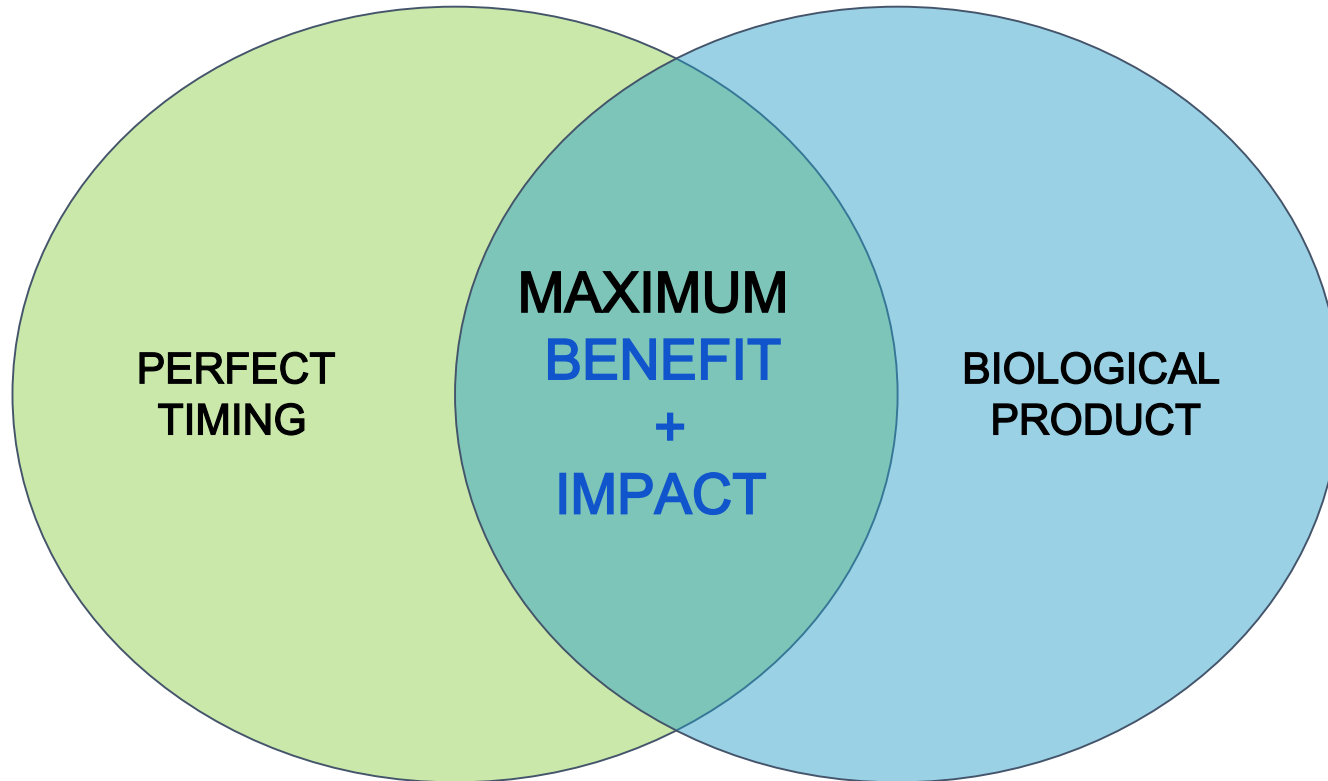 PERFECT
TIMING
MAXIMUM
BENEFIT
+
IMPACT
BIOLOGICAL
PRODUCT